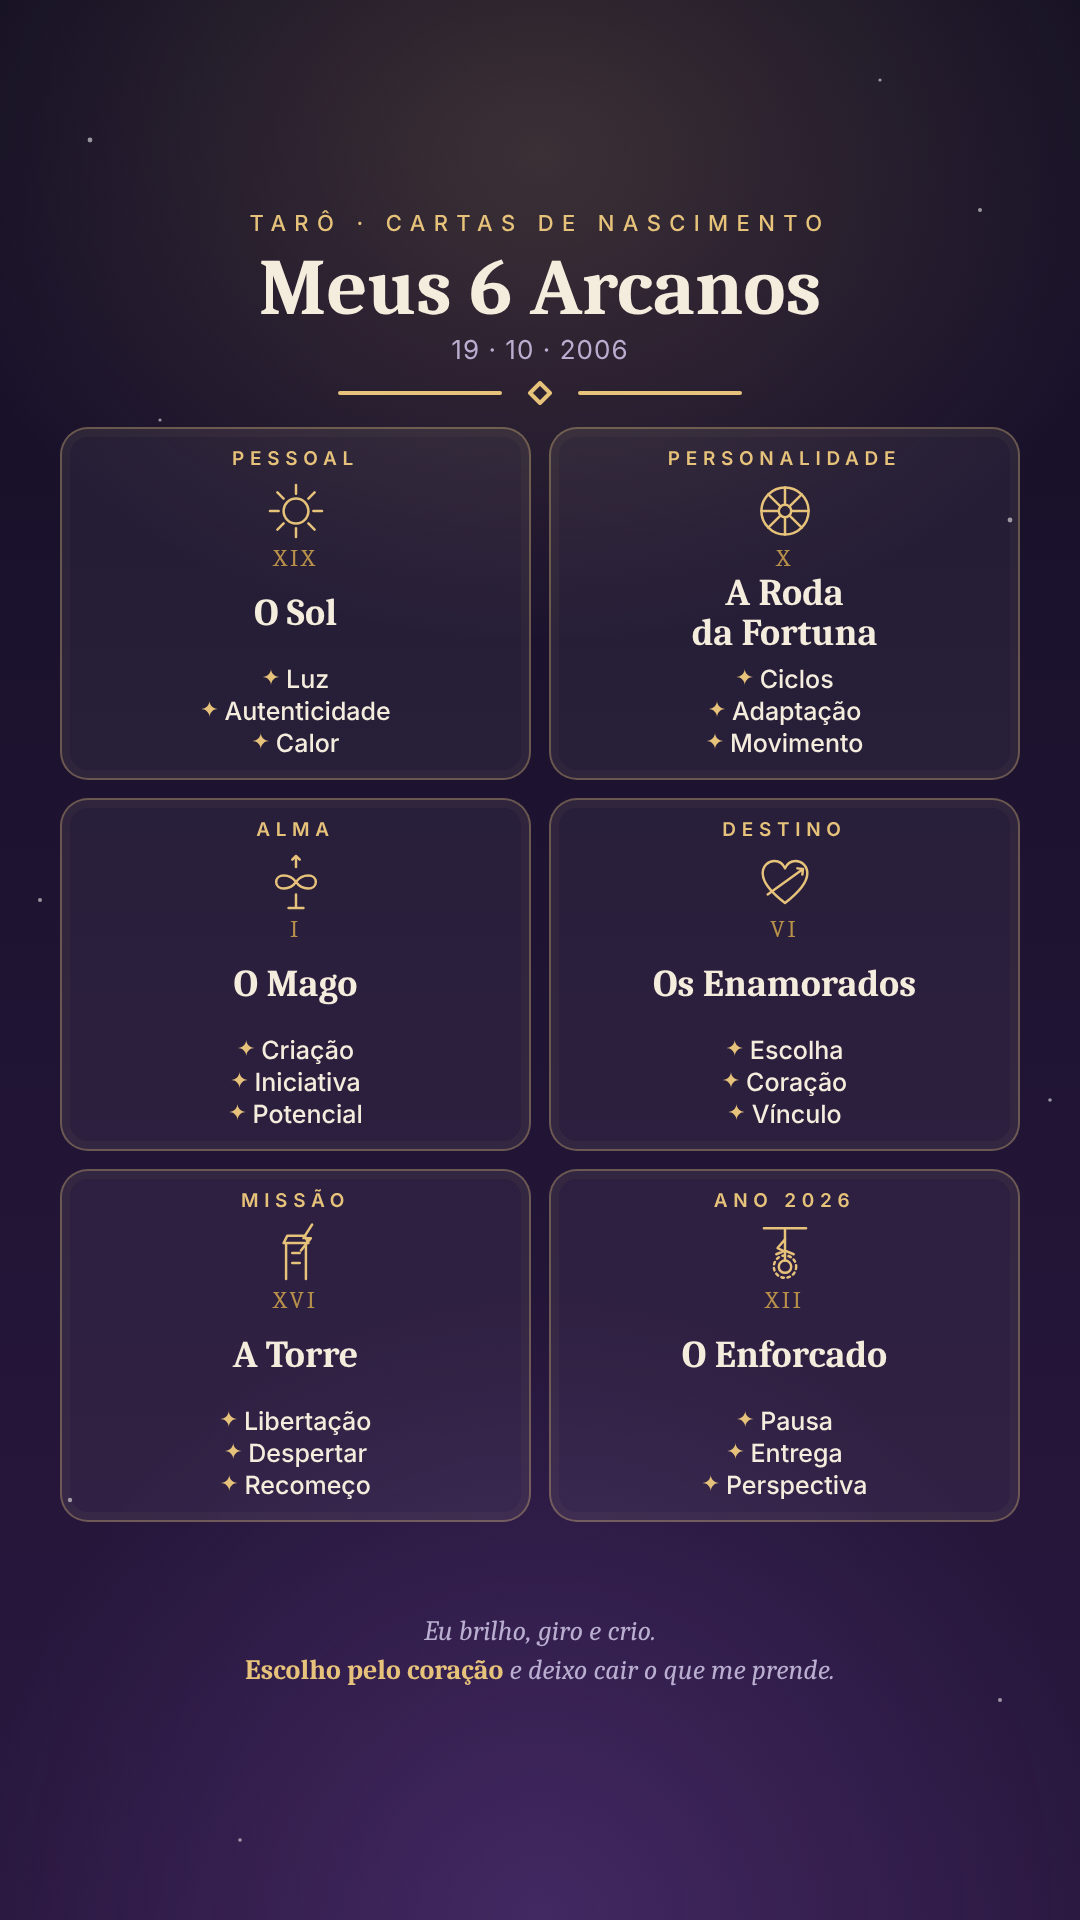 TARÔ · CARTAS DE NASCIMENTO
Meus 6 Arcanos
19 · 10 · 2006
PESSOAL
XIX
O Sol
✦ Luz
✦ Autenticidade
✦ Calor
PERSONALIDADE
X
A Roda
da Fortuna
✦ Ciclos
✦ Adaptação
✦ Movimento
ALMA
I
O Mago
✦ Criação
✦ Iniciativa
✦ Potencial
DESTINO
VI
Os Enamorados
✦ Escolha
✦ Coração
✦ Vínculo
MISSÃO
XVI
A Torre
✦ Libertação
✦ Despertar
✦ Recomeço
ANO 2026
XII
O Enforcado
✦ Pausa
✦ Entrega
✦ Perspectiva
Eu brilho, giro e crio.
Escolho pelo coração e deixo cair o que me prende.